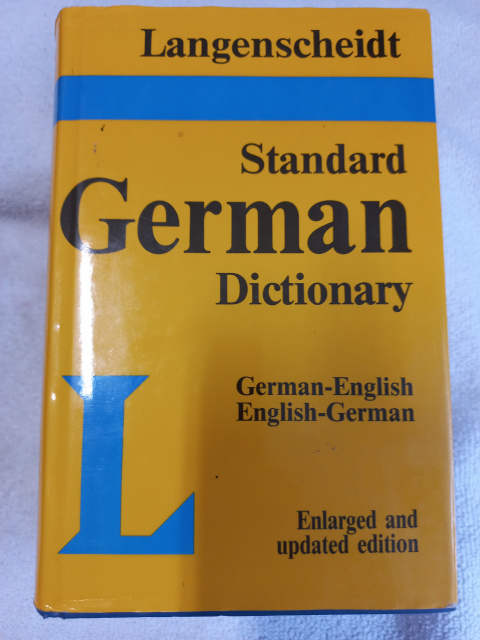 Langenscheidt
Standard
German
Dictionary
German-English
English-German
L
Enlarged and
updated edition